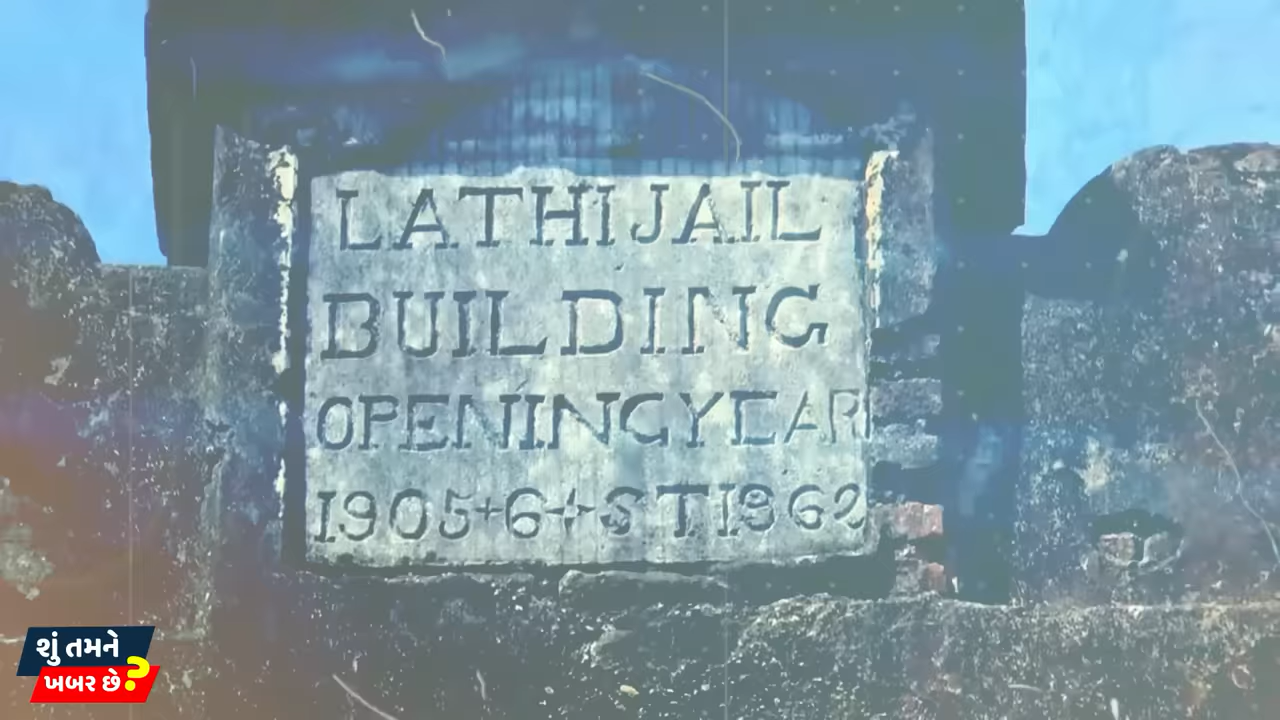 LATHI JAIL
BUILDING
OPENING YEAR
1905+6+ST1962
શું તમને
ખબર છે?